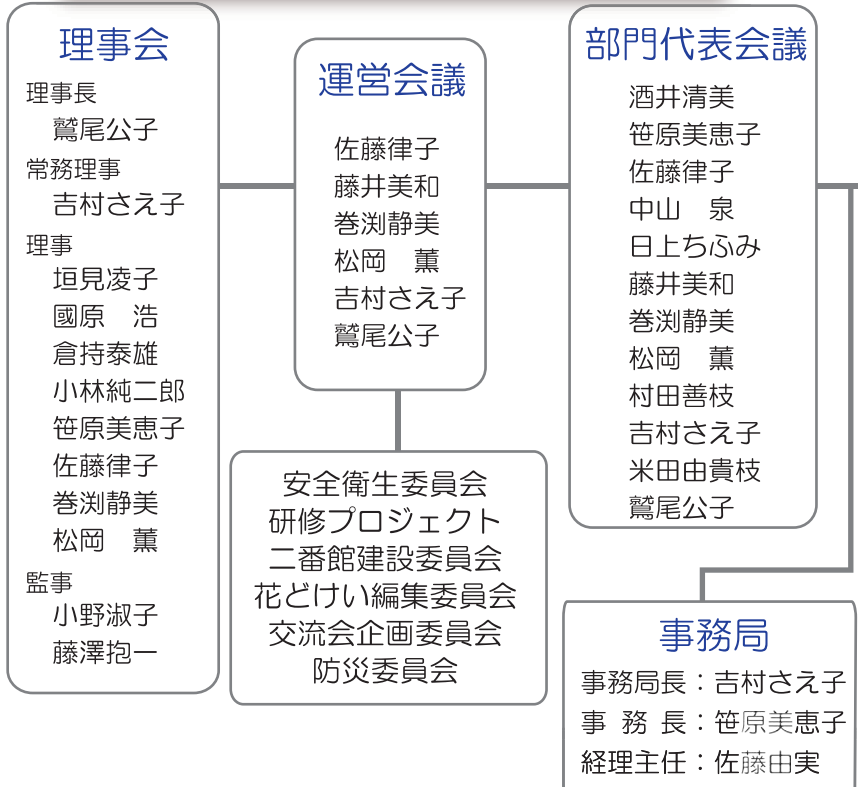 理事会
理事長
鷲尾公子
常務理事
吉村さえ子
理事
垣見凌子
國原　浩
倉持泰雄
小林純二郎
笹原美恵子
佐藤律子
巻渕静美
松岡　薫
監事
小野淑子
藤澤抱一
運営会議
佐藤律子
藤井美和
巻渕静美
松岡　薫
吉村さえ子
鷲尾公子
安全衛生委員会
研修プロジェクト
二番館建設委員会
花どけい編集委員会
交流会企画委員会
防災委員会
部門代表会議
酒井清美
笹原美恵子
佐藤律子
中山　泉
日上ちふみ
藤井美和
巻渕静美
松岡　薫
村田善枝
吉村さえ子
米田由貴枝
鷲尾公子
事務局
事務局長：吉村さえ子
事 務 長：笹原美恵子
経理主任：佐藤由実